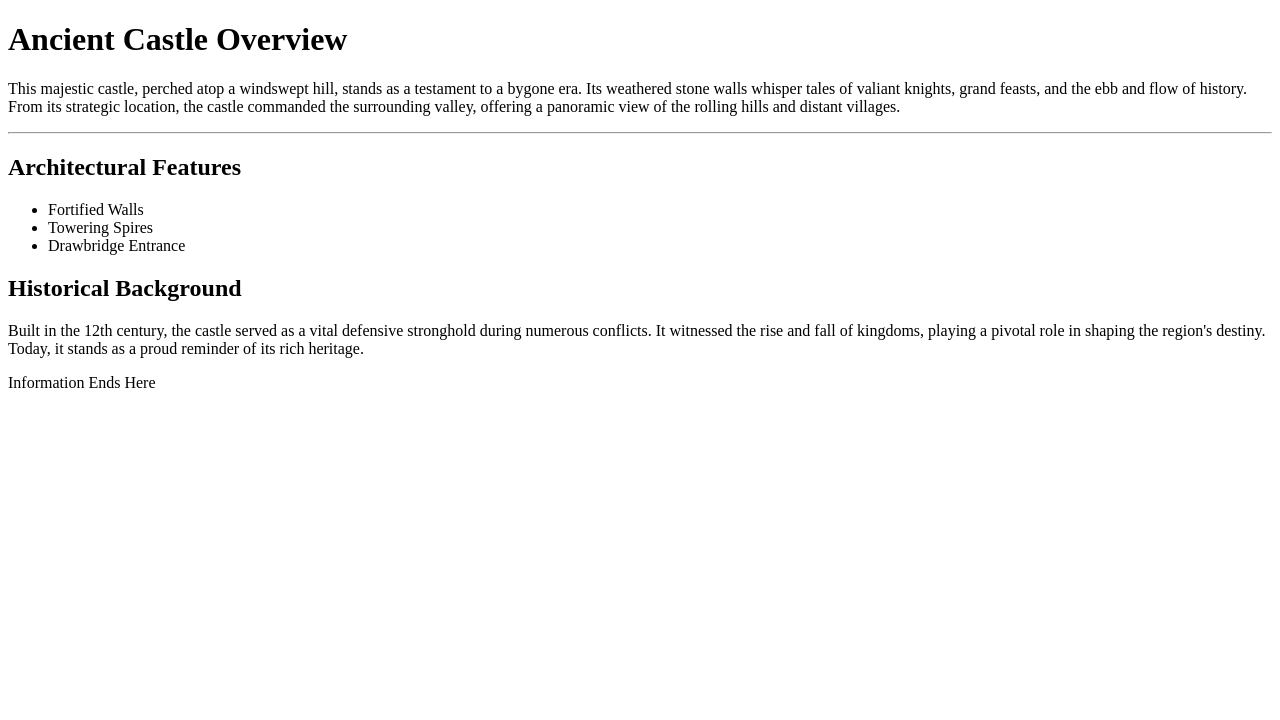 Ancient Castle Overview
This majestic castle, perched atop a windswept hill, stands as a testament to a bygone era. Its weathered stone walls whisper tales of valiant knights, grand feasts, and the ebb and flow of history.
From its strategic location, the castle commanded the surrounding valley, offering a panoramic view of the rolling hills and distant villages.
Architectural Features
• Fortified Walls
• Towering Spires
• Drawbridge Entrance
Historical Background
Built in the 12th century, the castle served as a vital defensive stronghold during numerous conflicts. It witnessed the rise and fall of kingdoms, playing a pivotal role in shaping the region's destiny.
Today, it stands as a proud reminder of its rich heritage.
Information Ends Here